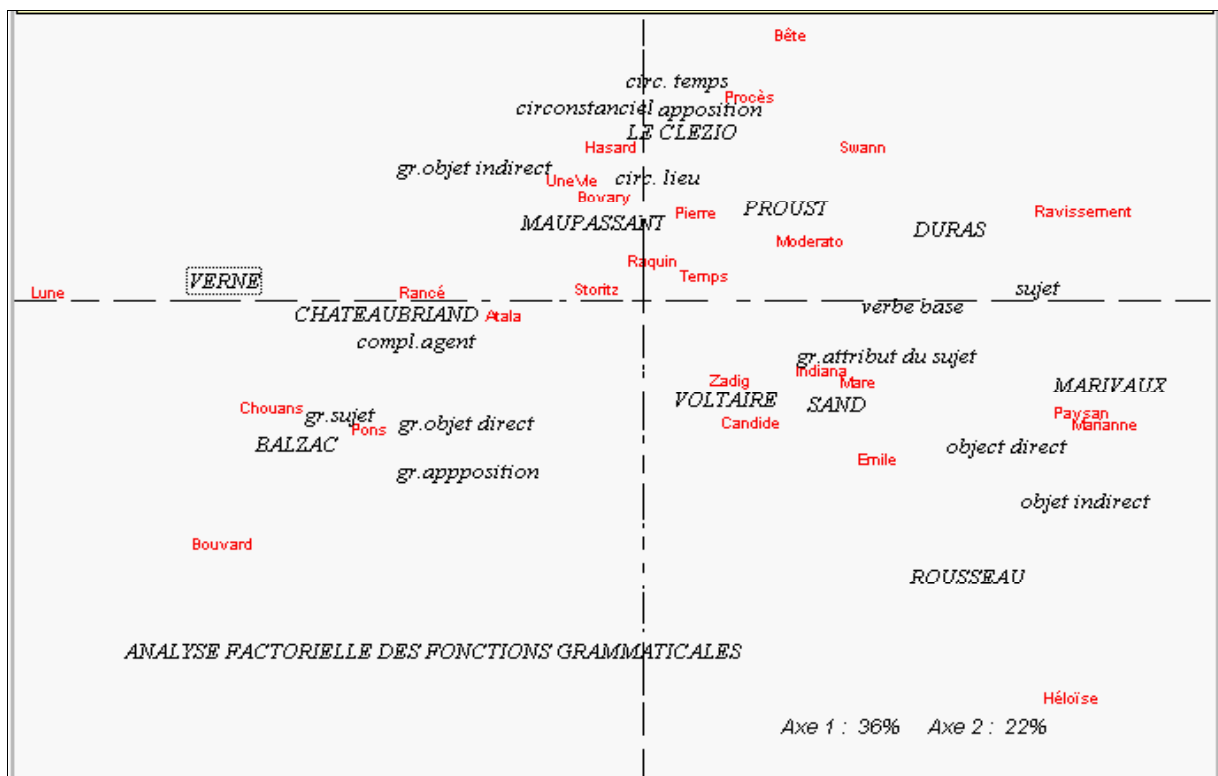 Bête
circ. temps
Procès
circonstanciel apposition
LE CLEZIO
Hasard
Swann
gr.objet indirect
UneVie
circ. lieu
Bovary
PROUST
Pierre
Ravissement
MAUPASSANT
DURAS
Moderato
Raquin
Temps
VERNE
Lune
Rancé
Storitz
sujet
verbe base
CHATEAUBRIAND
Atala
compl.agent
gr.attribut du sujet
Indiana
Zadig
Mare
MARIVAUX
VOLTAIRE
SAND
Chouans
gr.sujet
Paysan
Pons
gr.objet direct
Candide
Marianne
BALZAC
object direct
Emile
gr.appposition
objet indirect
Bouvard
ROUSSEAU
ANALYSE FACTORIELLE DES FONCTIONS GRAMMATICALES
Héloïse
Axe 1 : 36% Axe 2 : 22%